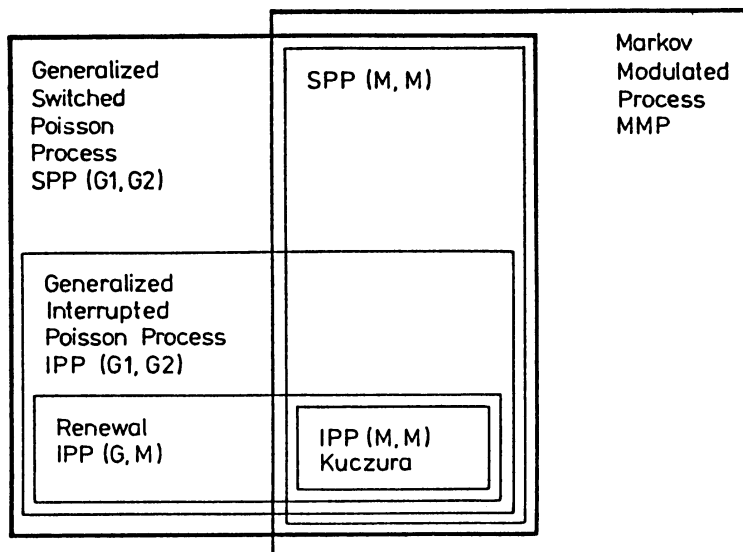 Generalized
Switched
Poisson
Process
SPP (G1, G2)
SPP (M, M)
Markov
Modulated
Process
MMP
Generalized
Interrupted
Poisson Process
IPP (G1, G2)
Renewal
IPP (G, M)
IPP (M, M)
Kuczura